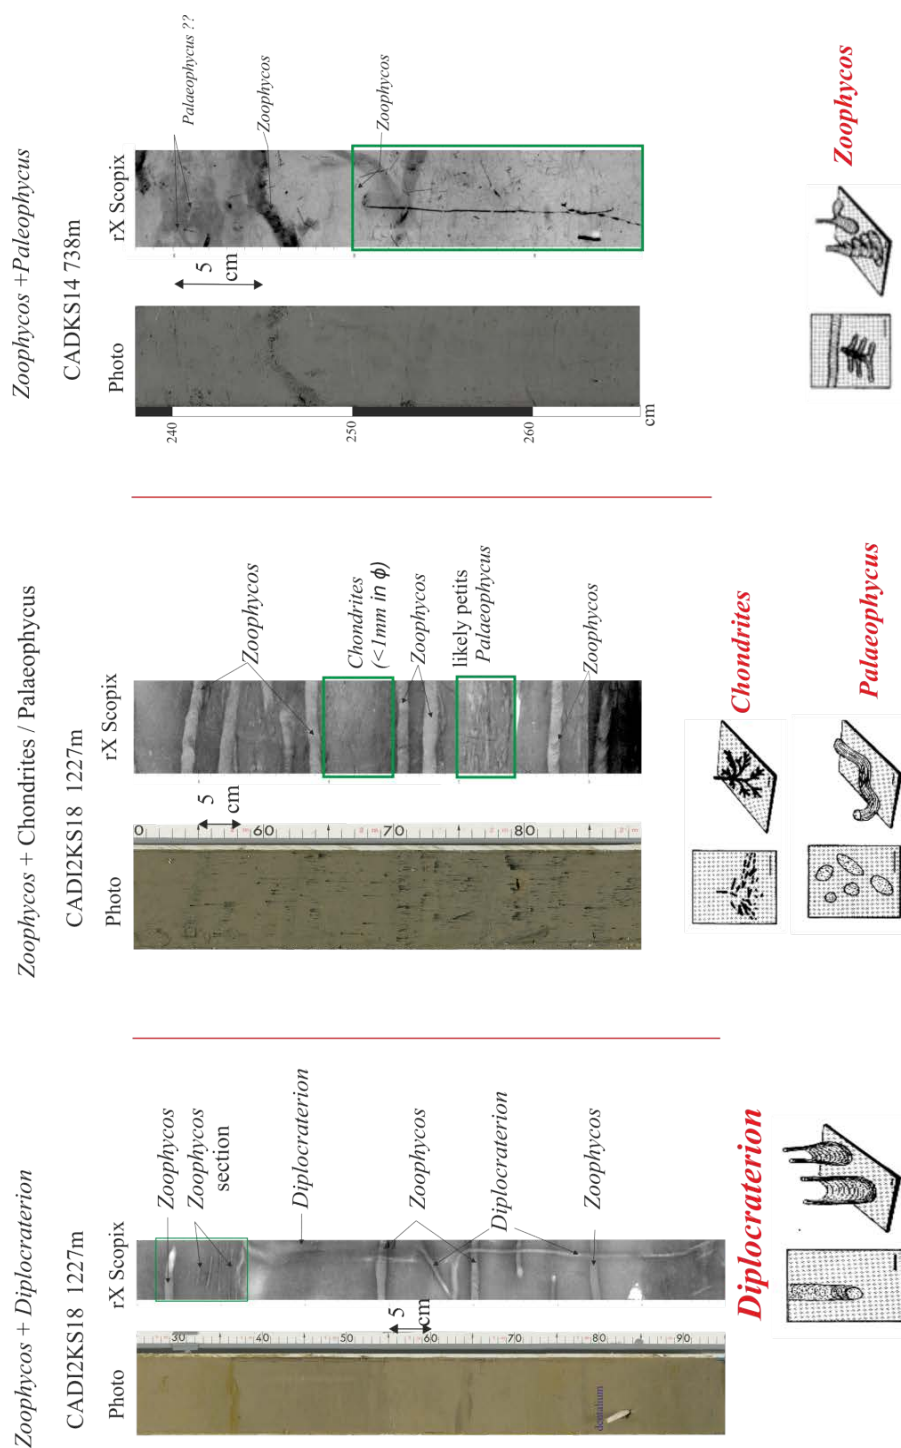 Zoophycos + Diplocraterion
CADI2KS18 1227m
Photo
rX Scopix
30
40
50
60
70
80
90
dentalium
5
cm
Zoophycos
Zoophycos
section
Diplocraterion
Zoophycos
Diplocraterion
Zoophycos
Diplocraterion
Zoophycos + Chondrites / Palaeophycus
CADI2KS18 1227m
Photo
rX Scopix
0
60
70
80
5
cm
Zoophycos
Chondrites
(<1mm in ϕ)
Zoophycos
likely petits
Palaeophycus
Zoophycos
Chondrites
Palaeophycus
Zoophycos +Paleophycus
CADKS14 738m
Photo
rX Scopix
240
250
260
cm
5
cm
Palaeophycus ??
Zoophycos
Zoophycos
Zoophycos